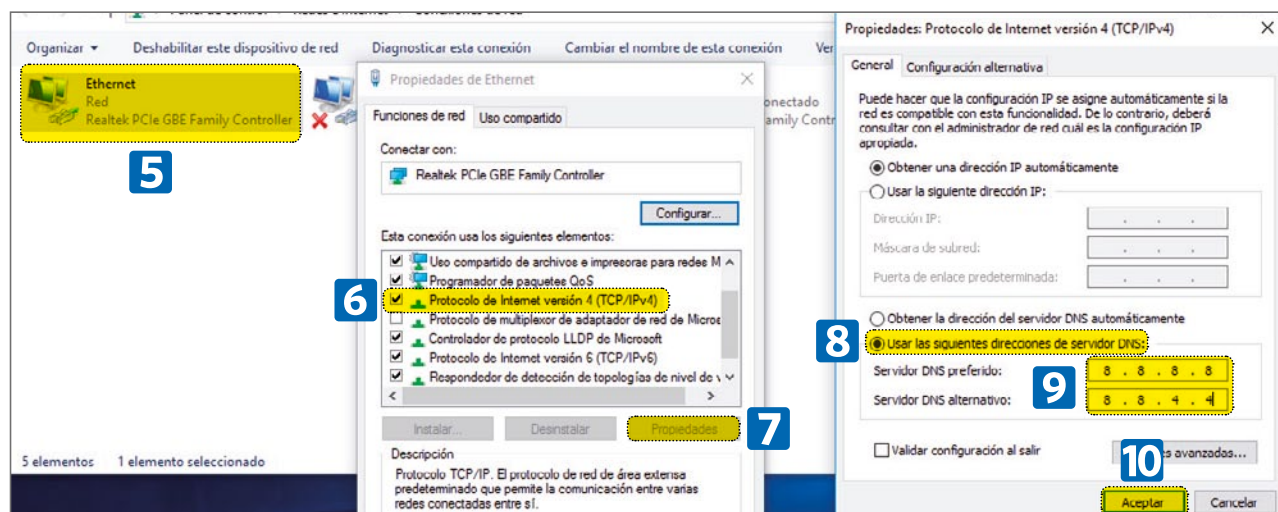 Organizar Deshabilitar este dispositivo de red Diagnosticar esta conexión Cambiar el nombre de esta conexión Ver
Ethernet
Red
Realtek PCIe GBE Family Controller
5
onectado
amily Contr
5 elementos 1 elemento seleccionado
Propiedades de Ethernet
Funciones de red Uso compartido
Conectar con:
Realtek PCIe GBE Family Controller
Configurar...
Esta conexión usa los siguientes elementos:
Uso compartido de archivos e impresoras para redes M
Programador de paquetes QoS
6
Protocolo de Internet versión 4 (TCP/IPv4)
Protocolo de multiplexor de adaptador de red de Micros
Controlador de protocolo LLDP de Microsoft
Protocolo de Internet versión 6 (TCP/IPv6)
Respondedor de detección de topologías de nivel de v
Instalar... Desinstalar Propiedades
7
Descripción
Protocolo TCP/IP. El protocolo de red de área extensa
predeterminado que permite la comunicación entre varias
redes conectadas entre sí.
Propiedades: Protocolo de Internet versión 4 (TCP/IPv4)
General Configuración alternativa
Puede hacer que la configuración IP se asigne automáticamente si la
red es compatible con esta funcionalidad. De lo contrario, deberá
consultar con el administrador de red cuál es la configuración IP
apropiada.
Obtener una dirección IP automáticamente
Usar la siguiente dirección IP:
Dirección IP: . . .
Máscara de subred: . . .
Puerta de enlace predeterminada: . . .
Obtener la dirección del servidor DNS automáticamente
8
Usar las siguientes direcciones de servidor DNS:
Servidor DNS preferido: 8 . 8 . 8 . 8
9
Servidor DNS alternativo: 8 . 8 . 4 . 4
Validar configuración al salir
10
es avanzadas...
Aceptar Cancelar